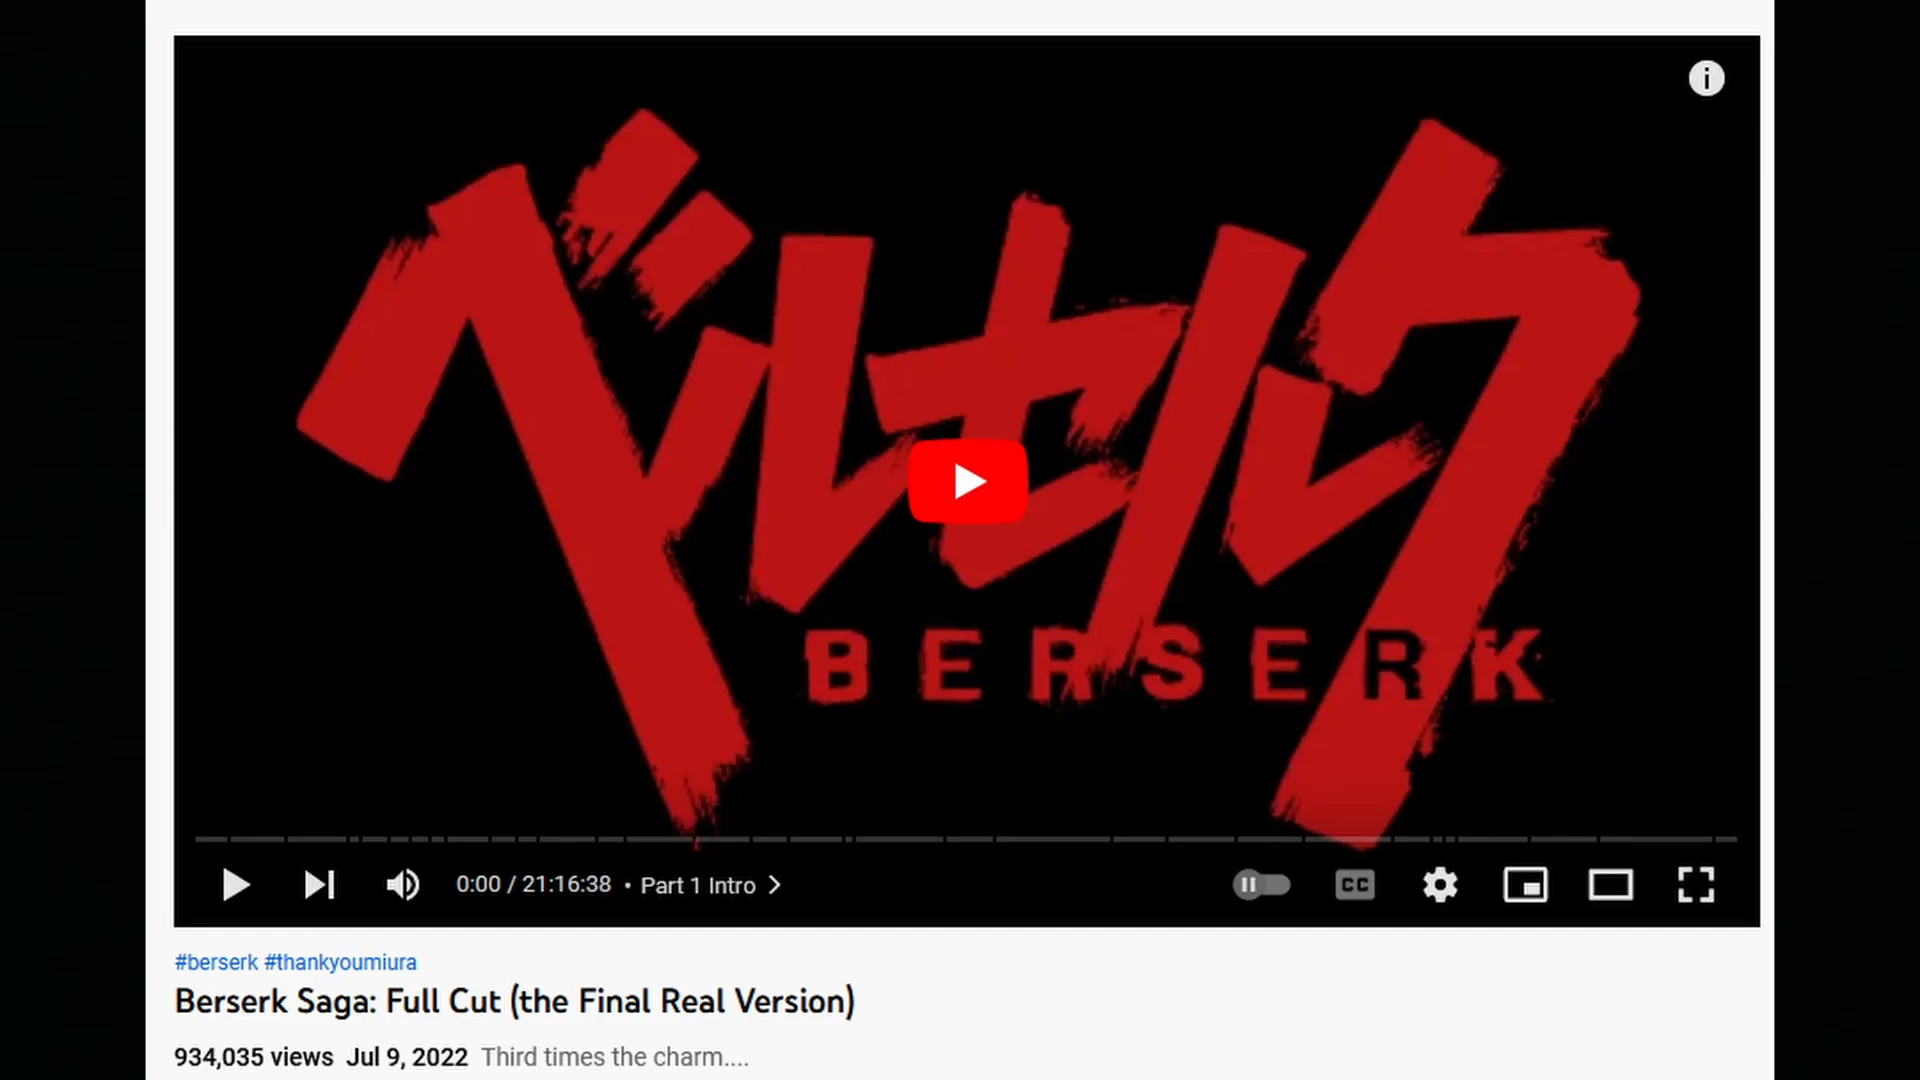 ベルセルク
BERSERK
0:00 / 21:16:38 • Part 1 Intro
CC
#berserk #thankyoumiura
Berserk Saga: Full Cut (the Final Real Version)
934,035 views Jul 9, 2022 Third times the charm....